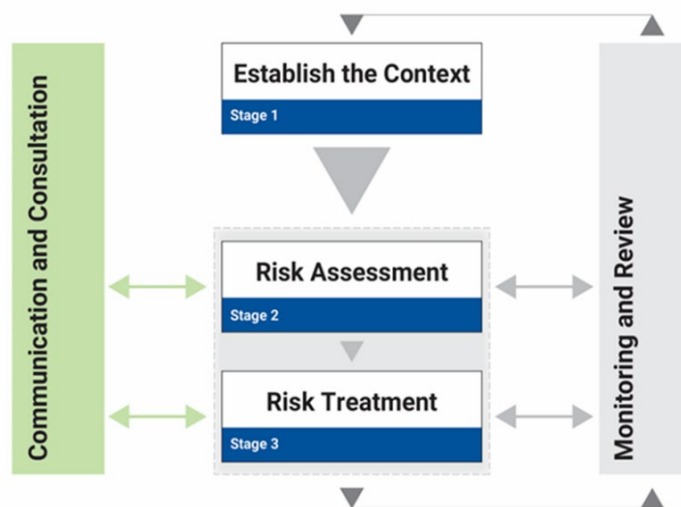 Communication and Consultation
Establish the Context
Stage 1
Risk Assessment
Stage 2
Risk Treatment
Stage 3
Monitoring and Review